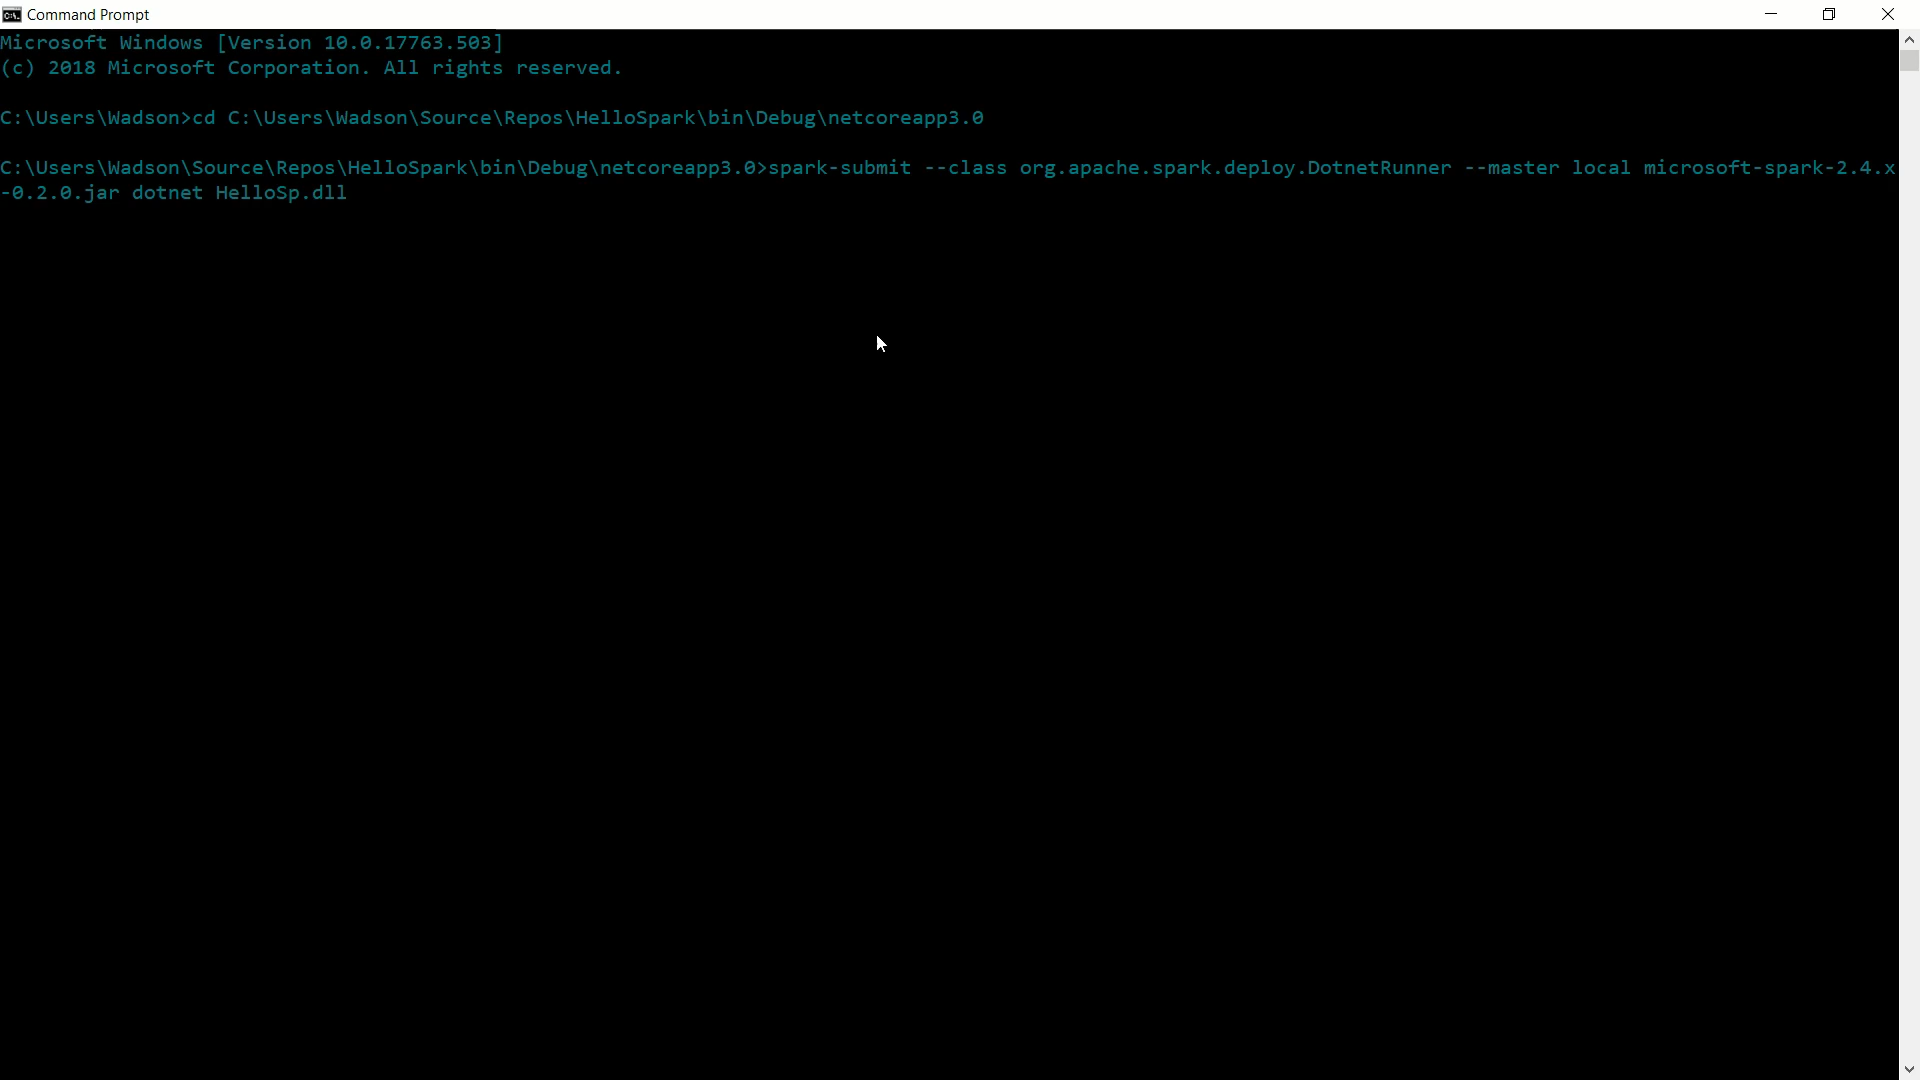 Command Prompt
Microsoft Windows [Version 10.0.17763.503]
(c) 2018 Microsoft Corporation. All rights reserved.
C:\Users\Wadson>cd C:\Users\Wadson\Source\Repos\HelloSpark\bin\Debug\netcoreapp3.0
C:\Users\Wadson\Source\Repos\HelloSpark\bin\Debug\netcoreapp3.0>spark-submit --class org.apache.spark.deploy.DotnetRunner --master local microsoft-spark-2.4.x
-0.2.0.jar dotnet HelloSp.dll